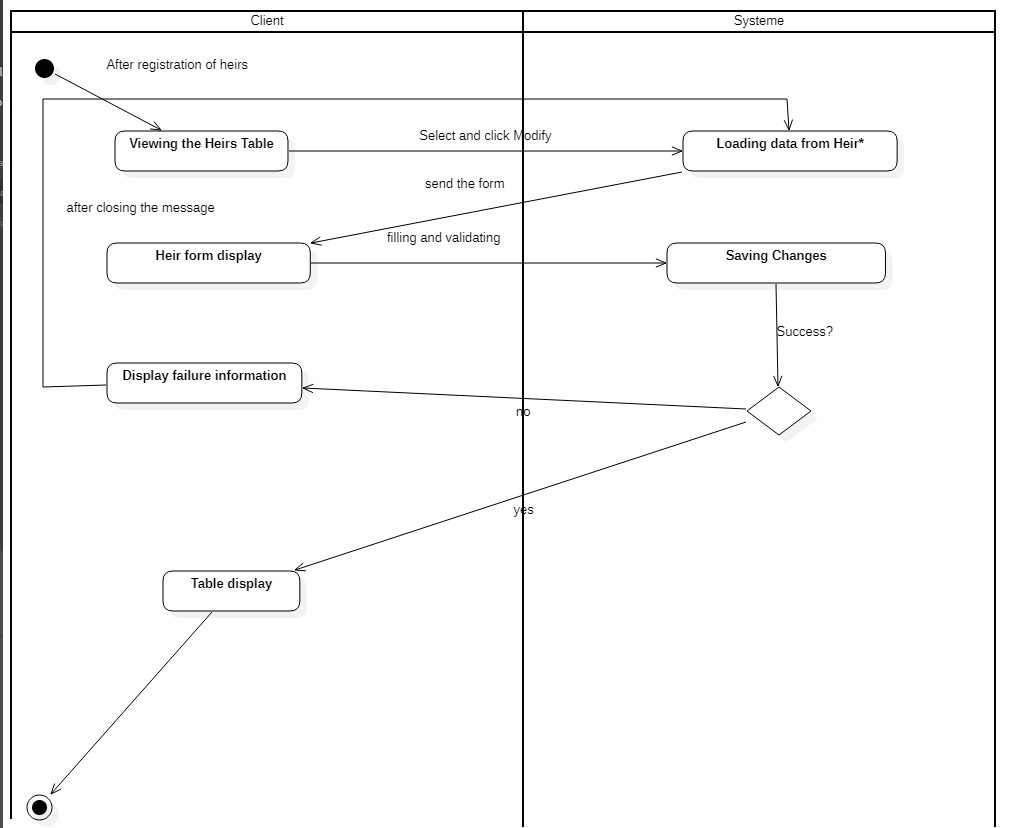 Client
Systeme
After registration of heirs
Viewing the Heirs Table
Select and click Modify
Loading data from Heir*
send the form
after closing the message
filling and validating
Heir form display
Saving Changes
Success?
Display failure information
no
yes
Table display